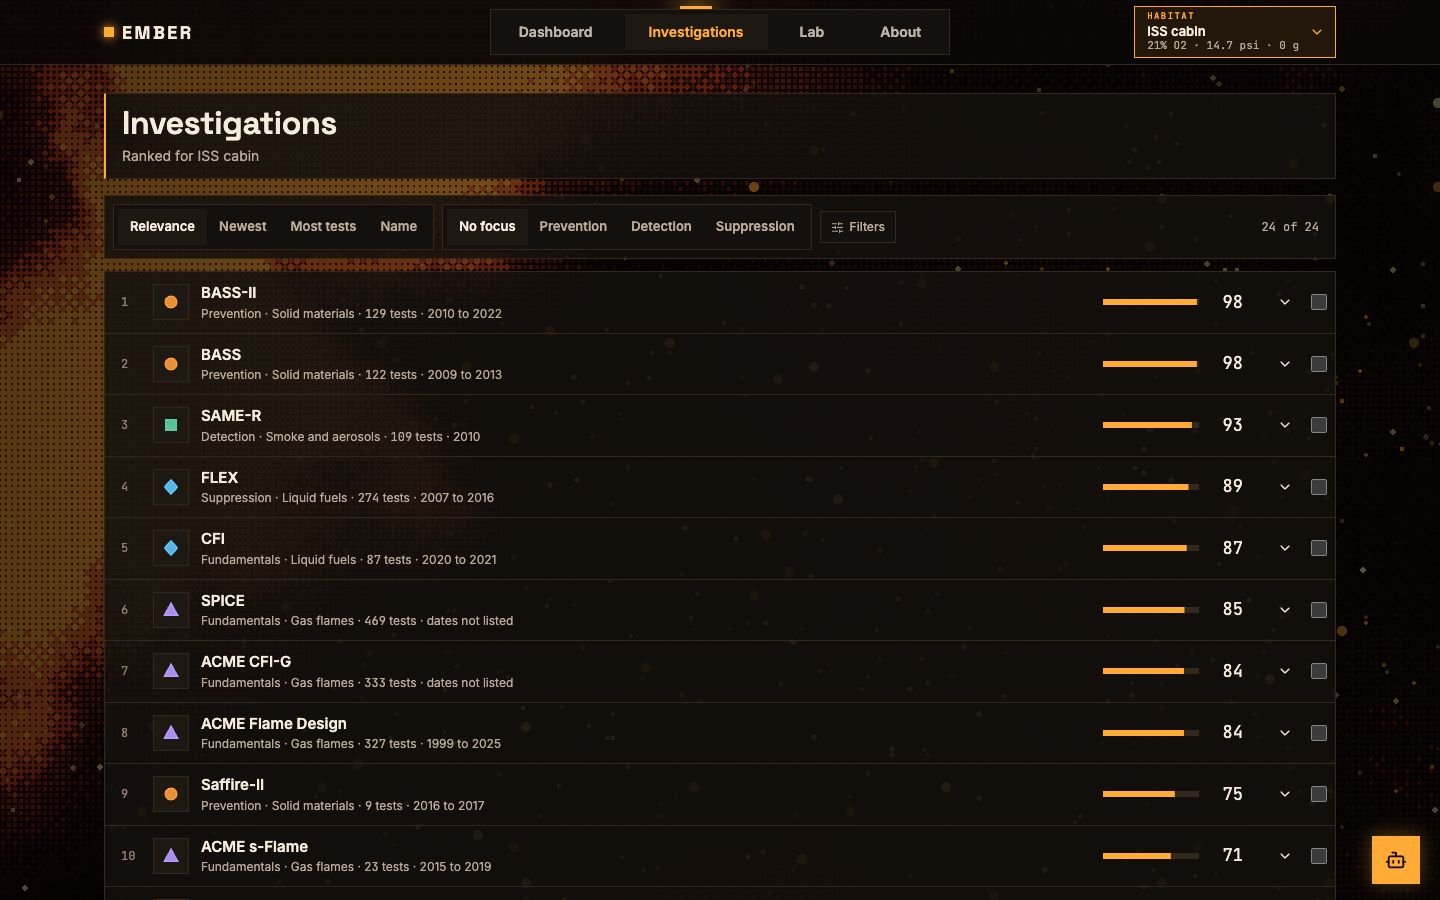 EMBER
Dashboard
Investigations
Lab
About
HABITAT
ISS cabin
21% O2 · 14.7 psi · 0 g
Investigations
Ranked for ISS cabin
Relevance
Newest
Most tests
Name
No focus
Prevention
Detection
Suppression
Filters
24 of 24
1
BASS-II
Prevention · Solid materials · 129 tests · 2010 to 2022
98
2
BASS
Prevention · Solid materials · 122 tests · 2009 to 2013
98
3
SAME-R
Detection · Smoke and aerosols · 109 tests · 2010
93
4
FLEX
Suppression · Liquid fuels · 274 tests · 2007 to 2016
89
5
CFI
Fundamentals · Liquid fuels · 87 tests · 2020 to 2021
87
6
SPICE
Fundamentals · Gas flames · 469 tests · dates not listed
85
7
ACME CFI-G
Fundamentals · Gas flames · 333 tests · dates not listed
84
8
ACME Flame Design
Fundamentals · Gas flames · 327 tests · 1999 to 2025
84
9
Saffire-II
Prevention · Solid materials · 9 tests · 2016 to 2017
75
10
ACME s-Flame
Fundamentals · Gas flames · 23 tests · 2015 to 2019
71